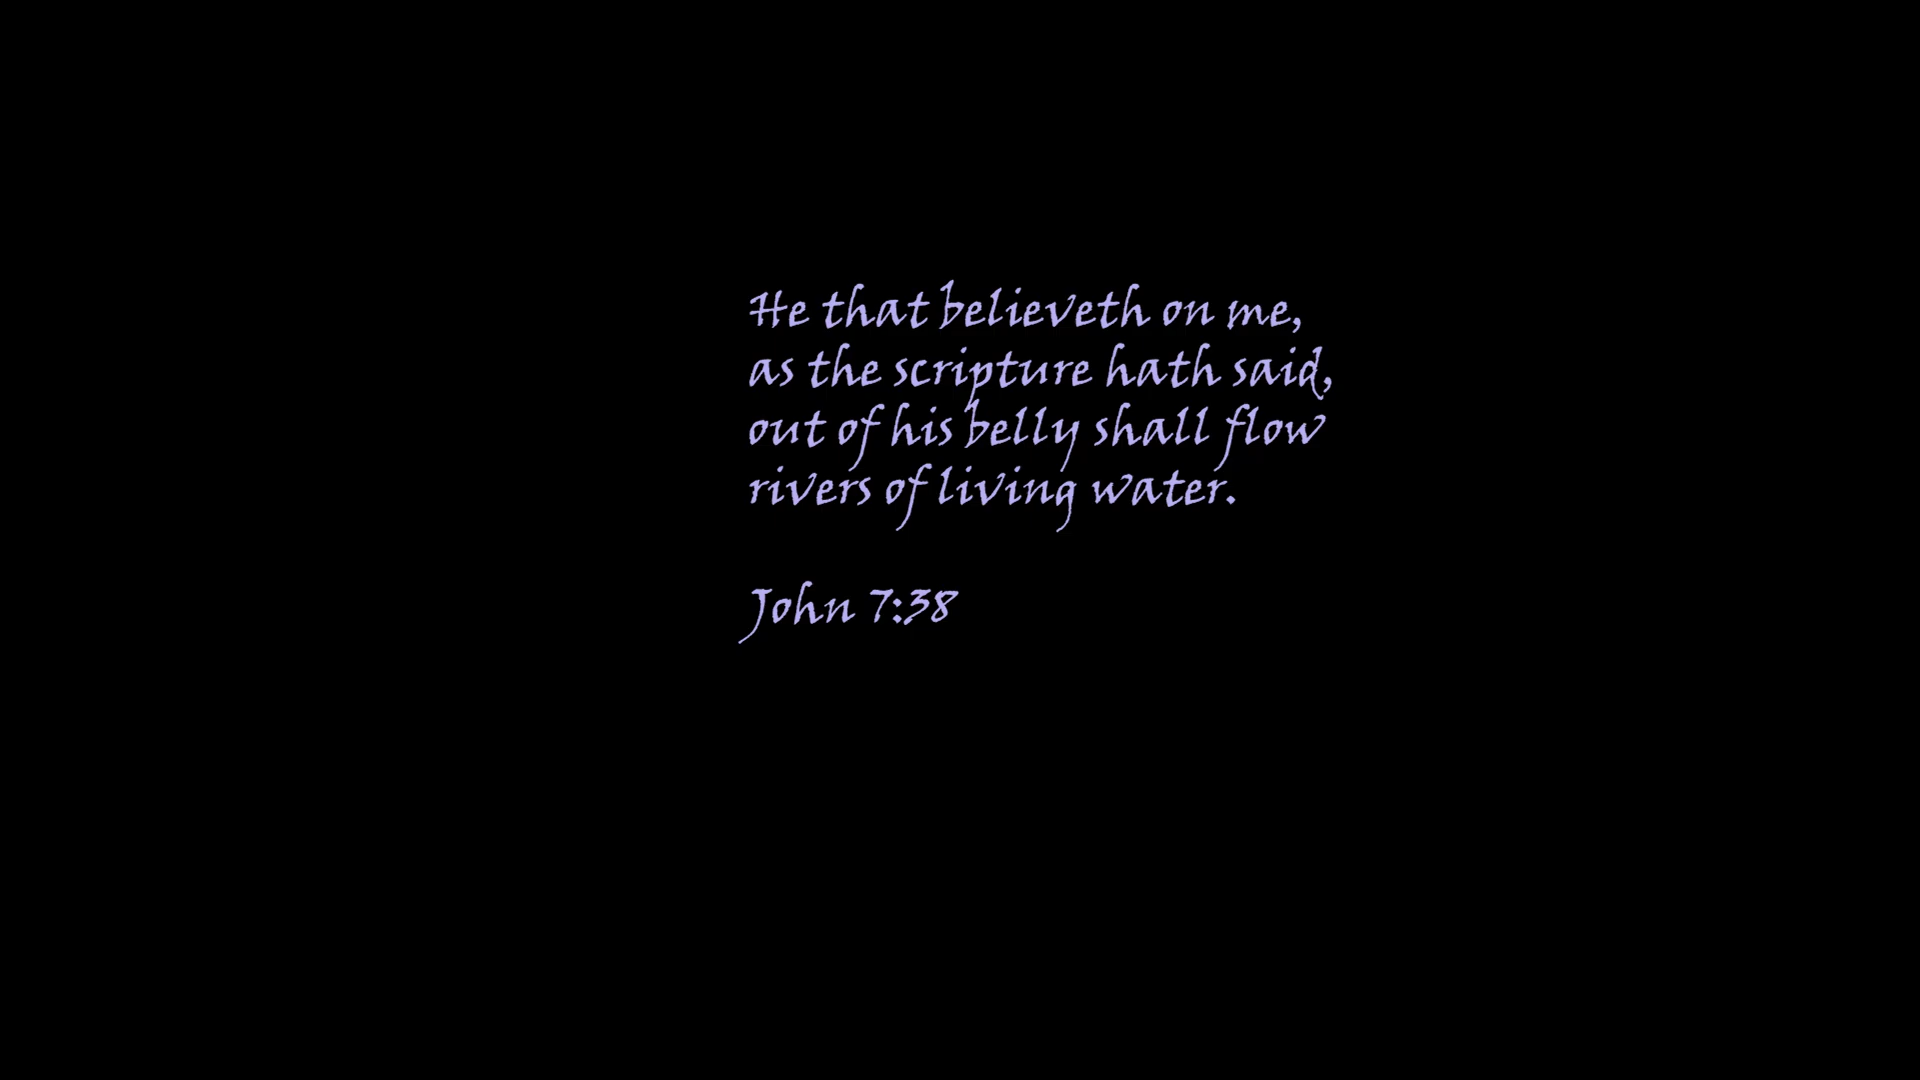 He that believeth on me,
as the scripture hath said,
out of his belly shall flow
rivers of living water.
John 7:38